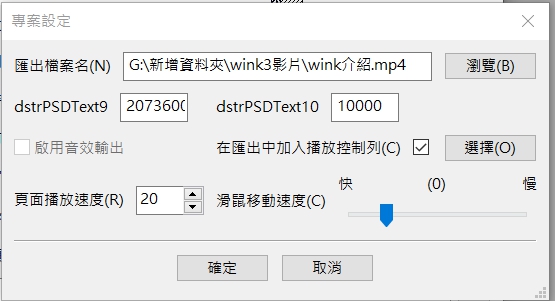 專案設定
匯出檔案名(N) G:\新增資料夾\wink3影片\wink介紹.mp4 瀏覽(B)
dstrPSDText9 2073600 dstrPSDText10 10000
啟用音效輸出 在匯出中加入播放控制列(C) 選擇(O)
快 (0) 慢
頁面播放速度(R) 20 滑鼠移動速度(C)
確定 取消